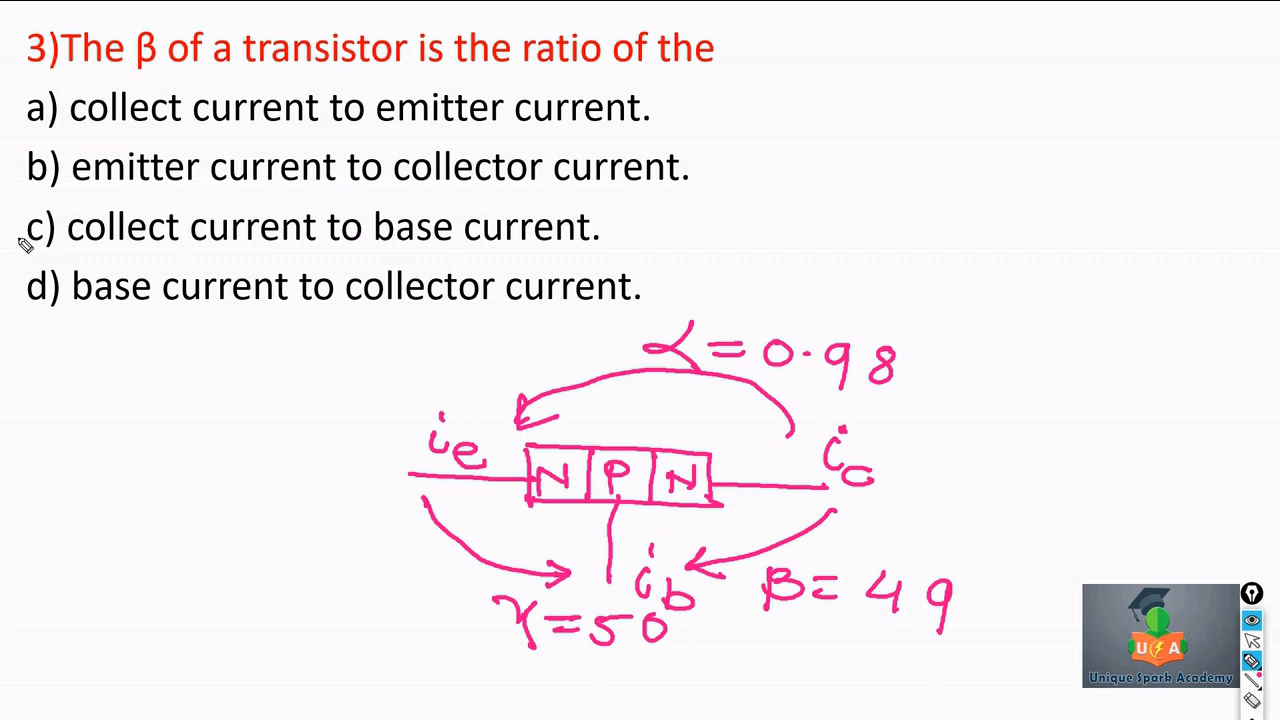 3)The β of a transistor is the ratio of the
a) collect current to emitter current.
b) emitter current to collector current.
c) collect current to base current.
d) base current to collector current.
α = 0.98
ie
N P N
ic
ib
β = 49
γ = 50
U A
Unique Spark Academy